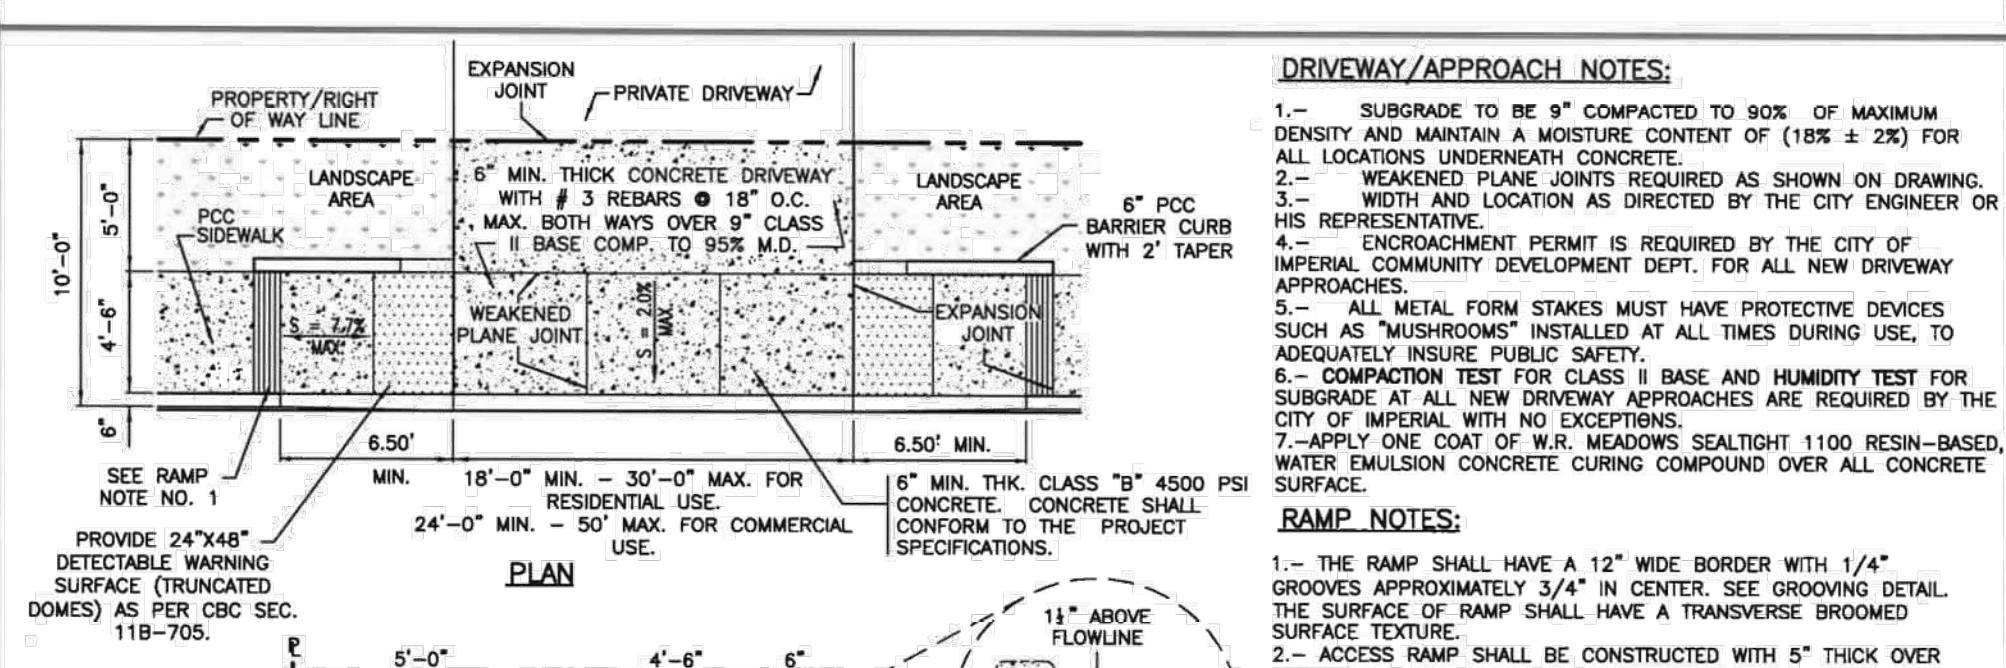 EXPANSION
JOINT
PRIVATE DRIVEWAY
PROPERTY/RIGHT
OF WAY LINE
LANDSCAPE
AREA
6" MIN. THICK CONCRETE DRIVEWAY
WITH # 3 REBARS @ 18" O.C.
MAX. BOTH WAYS OVER 9" CLASS
II BASE COMP. TO 95% M.D.
LANDSCAPE
AREA
6" PCC
BARRIER CURB
WITH 2' TAPER
PCC
SIDEWALK
10'-0"
5'-0"
4'-6"
6"
S = 7.7%
MAX.
WEAKENED
PLANE JOINT
S = 2.0%
MAX.
EXPANSION
JOINT
6.50'
MIN.
6.50' MIN.
SEE RAMP
NOTE NO. 1
18'-0" MIN. - 30'-0" MAX. FOR
RESIDENTIAL USE.
24'-0" MIN. - 50' MAX. FOR COMMERCIAL
USE.
6" MIN. THK. CLASS "B" 4500 PSI
CONCRETE. CONCRETE SHALL
CONFORM TO THE PROJECT
SPECIFICATIONS.
PROVIDE 24"X48"
DETECTABLE WARNING
SURFACE (TRUNCATED
DOMES) AS PER CBC SEC.
11B-705.
PLAN
5'-0"
4'-6"
6"
1½" ABOVE
FLOWLINE
DRIVEWAY/APPROACH NOTES:
1.- SUBGRADE TO BE 9" COMPACTED TO 90% OF MAXIMUM
DENSITY AND MAINTAIN A MOISTURE CONTENT OF (18% ± 2%) FOR
ALL LOCATIONS UNDERNEATH CONCRETE.
2.- WEAKENED PLANE JOINTS REQUIRED AS SHOWN ON DRAWING.
3.- WIDTH AND LOCATION AS DIRECTED BY THE CITY ENGINEER OR
HIS REPRESENTATIVE.
4.- ENCROACHMENT PERMIT IS REQUIRED BY THE CITY OF
IMPERIAL COMMUNITY DEVELOPMENT DEPT. FOR ALL NEW DRIVEWAY
APPROACHES.
5.- ALL METAL FORM STAKES MUST HAVE PROTECTIVE DEVICES
SUCH AS "MUSHROOMS" INSTALLED AT ALL TIMES DURING USE, TO
ADEQUATELY INSURE PUBLIC SAFETY.
6.- COMPACTION TEST FOR CLASS II BASE AND HUMIDITY TEST FOR
SUBGRADE AT ALL NEW DRIVEWAY APPROACHES ARE REQUIRED BY THE
CITY OF IMPERIAL WITH NO EXCEPTIONS.
7.-APPLY ONE COAT OF W.R. MEADOWS SEALTIGHT 1100 RESIN-BASED,
WATER EMULSION CONCRETE CURING COMPOUND OVER ALL CONCRETE
SURFACE.
RAMP NOTES:
1.- THE RAMP SHALL HAVE A 12" WIDE BORDER WITH 1/4"
GROOVES APPROXIMATELY 3/4" IN CENTER. SEE GROOVING DETAIL.
THE SURFACE OF RAMP SHALL HAVE A TRANSVERSE BROOMED
SURFACE TEXTURE.
2.- ACCESS RAMP SHALL BE CONSTRUCTED WITH 5" THICK OVER